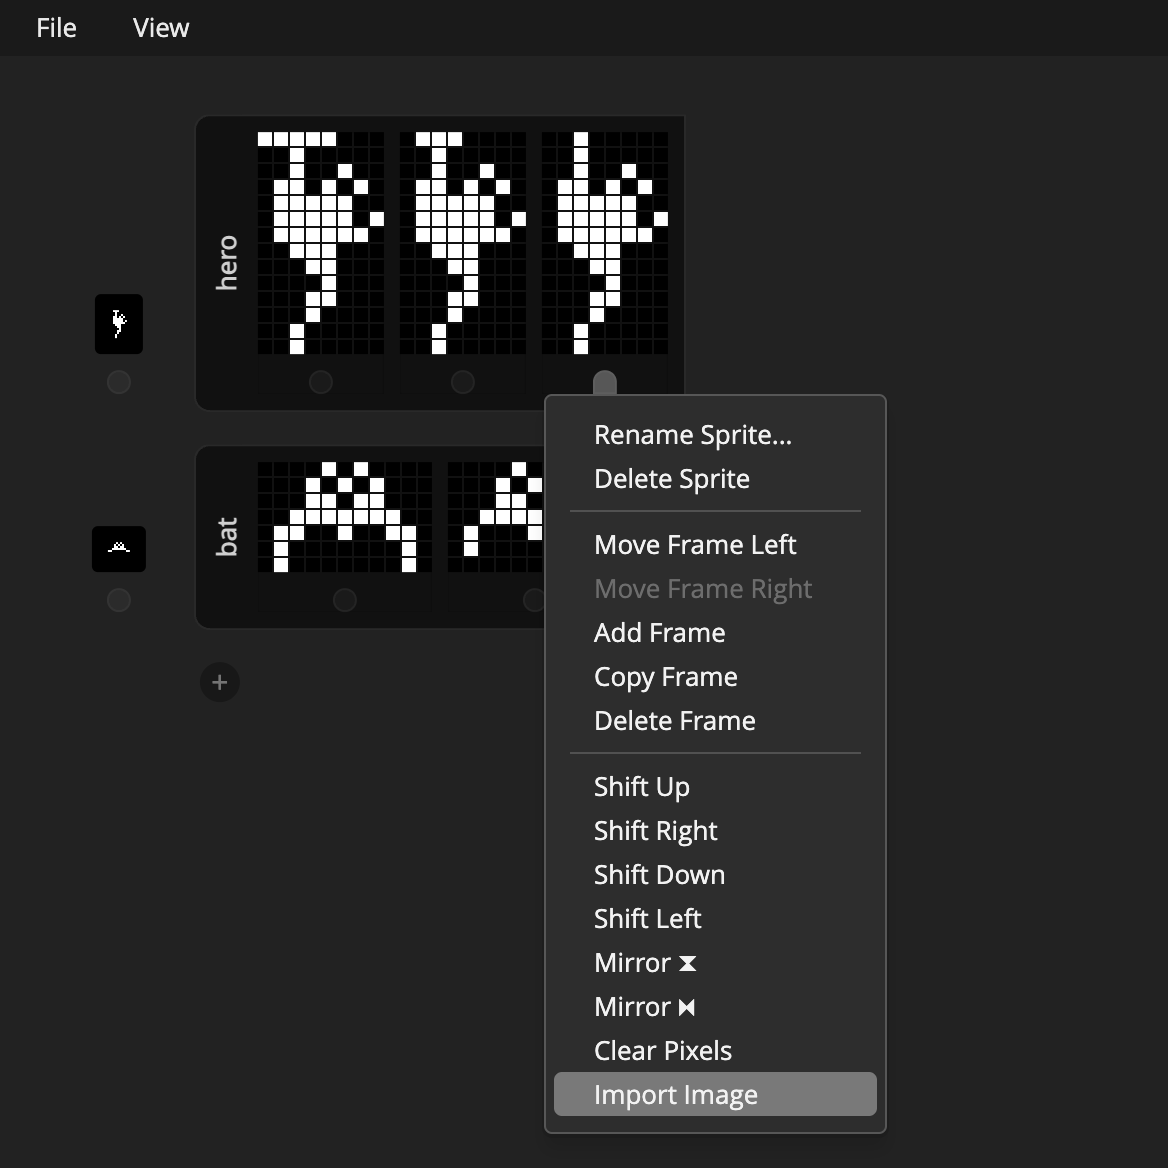 File
View
hero
bat
+
Rename Sprite...
Delete Sprite
Move Frame Left
Move Frame Right
Add Frame
Copy Frame
Delete Frame
Shift Up
Shift Right
Shift Down
Shift Left
Mirror ⧗
Mirror ⧓
Clear Pixels
Import Image